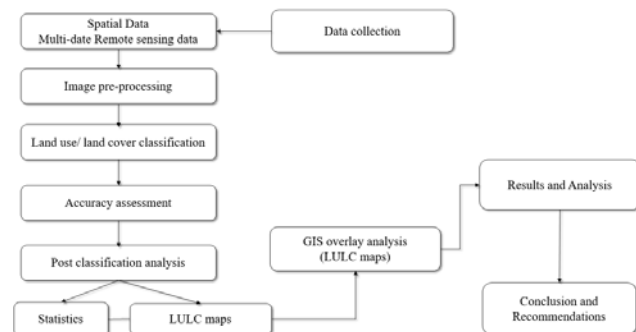 Spatial Data
Multi-date Remote sensing data
Data collection
Image pre-processing
Land use/ land cover classification
Accuracy assessment
Post classification analysis
Statistics
LULC maps
GIS overlay analysis
(LULC maps)
Results and Analysis
Conclusion and
Recommendations